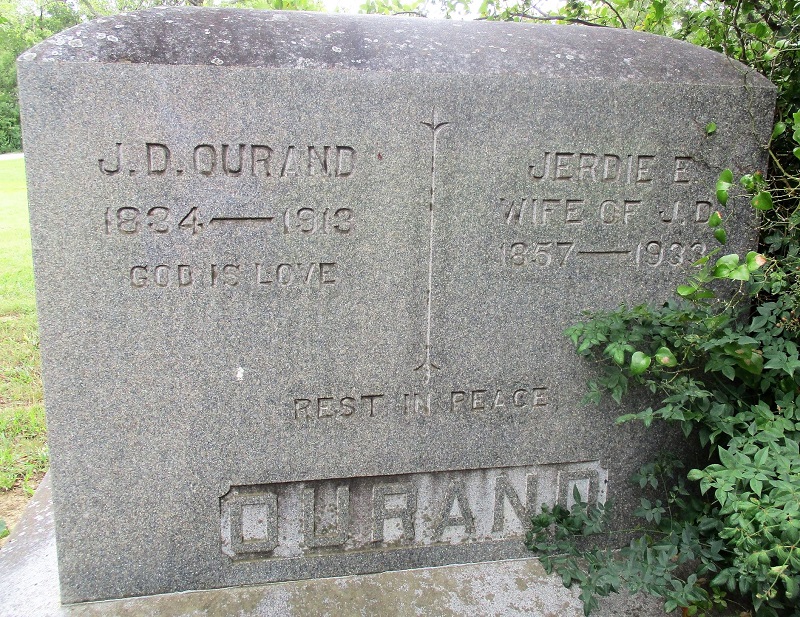 J. D. OURAND
1834—1913
GOD IS LOVE
JERDIE E.
WIFE OF J. D.
1857—1933
REST IN PEACE
OURAND